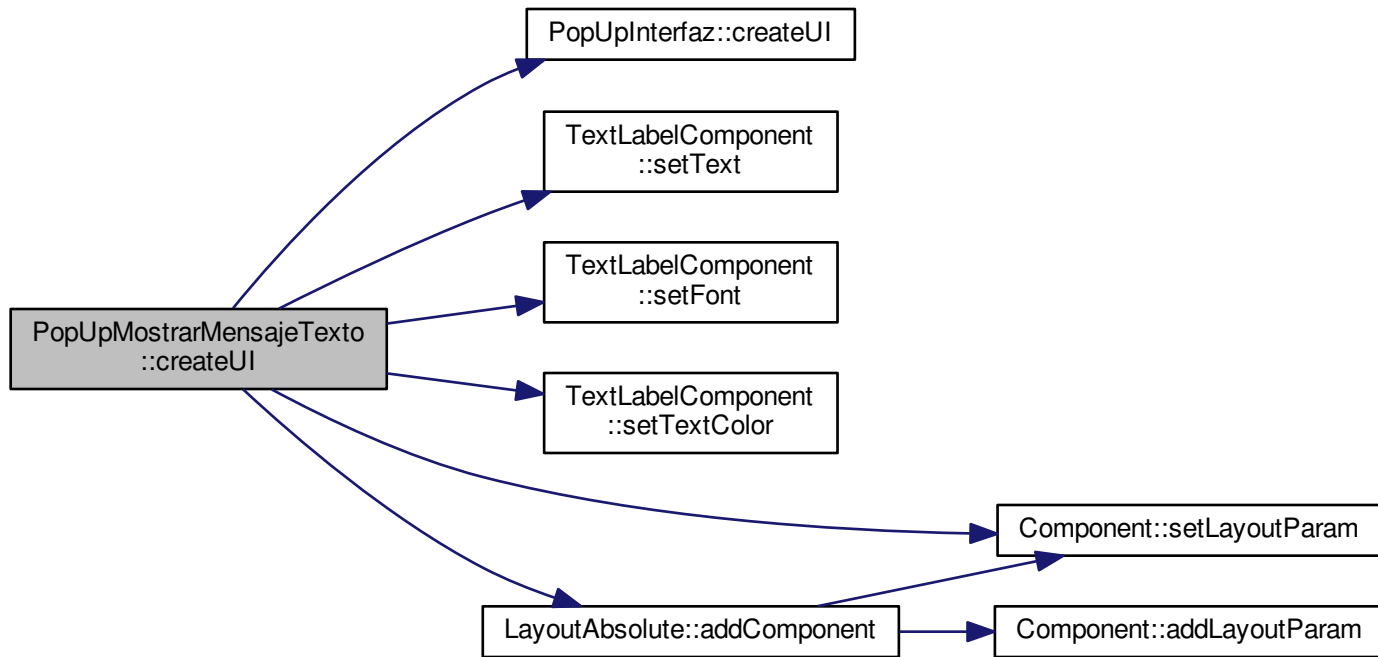 PopUpInterfaz::createUI
TextLabelComponent
::setText
TextLabelComponent
::setFont
PopUpMostrarMensajeTexto
::createUI
TextLabelComponent
::setTextColor
Component::setLayoutParam
LayoutAbsolute::addComponent
Component::addLayoutParam